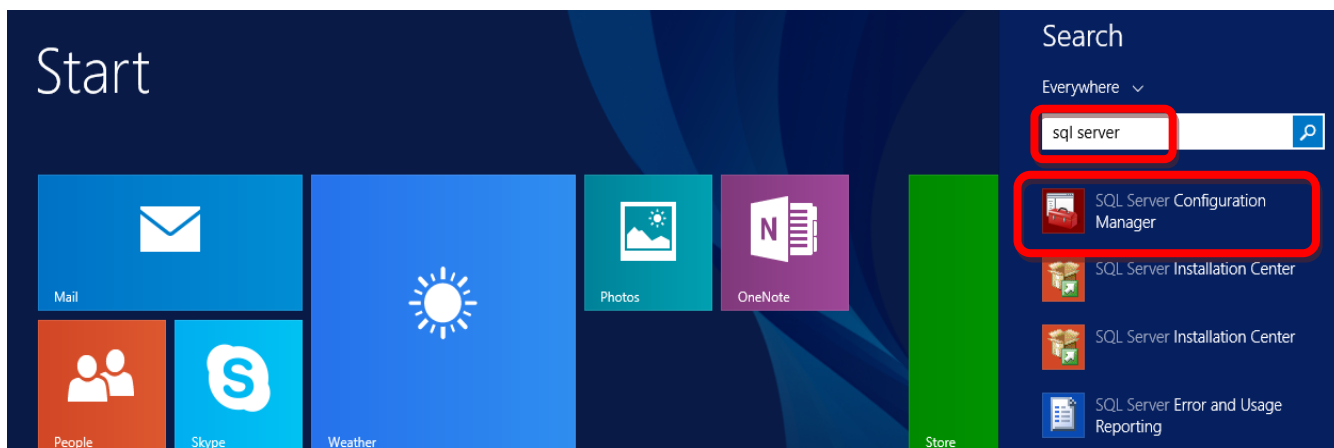 Start
Mail
People
Skype
Weather
Photos
OneNote
Store
Search
Everywhere
sql server
SQL Server Configuration
Manager
SQL Server Installation Center
SQL Server Installation Center
SQL Server Error and Usage
Reporting